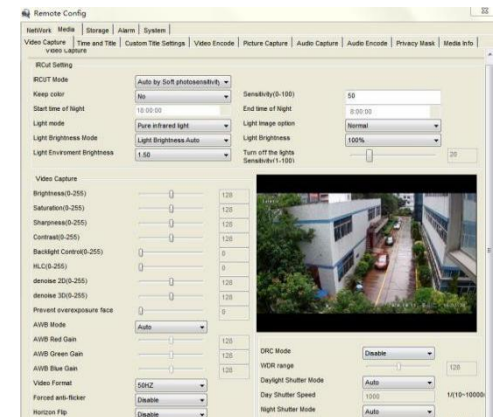 Remote Config
NetWork Media Storage Alarm System
Video Capture Time and Title Custom Title Settings Video Encode Picture Capture Audio Capture Audio Encode Privacy Mask Media Info
Video Capture
IRCut Setting
IRCUT Mode Auto by Soft photosensitivity
Keep color No Sensitivity(0-100) 50
Start time of Night 18:00:00 End time of Night 8:00:00
Light mode Pure infrared light Light Image option Normal
Light Brightness Mode Light Brightness Auto Light Brightness 100%
Light Enviroment Brightness 1.50 Turn off the lights Sensitivity(1-100) 20
Video Capture
Brightness(0-255) 128
Saturation(0-255) 128
Sharpness(0-255) 128
Contrast(0-255) 128
Backlight Control(0-255) 0
HLC(0-255) 0
denoise 2D(0-255) 128
denoise 3D(0-255) 128
Prevent overexposure face 0
AWB Mode Auto
AWB Red Gain 128
AWB Green Gain 128
AWB Blue Gain 128
Video Format 50HZ
Forced anti-flicker Disable
Horizon Flip Disable
DRC Mode Disable
WDR range 128
Daylight Shutter Mode Auto
Day Shutter Speed 1000 1/(10~10000)
Night Shutter Mode Auto